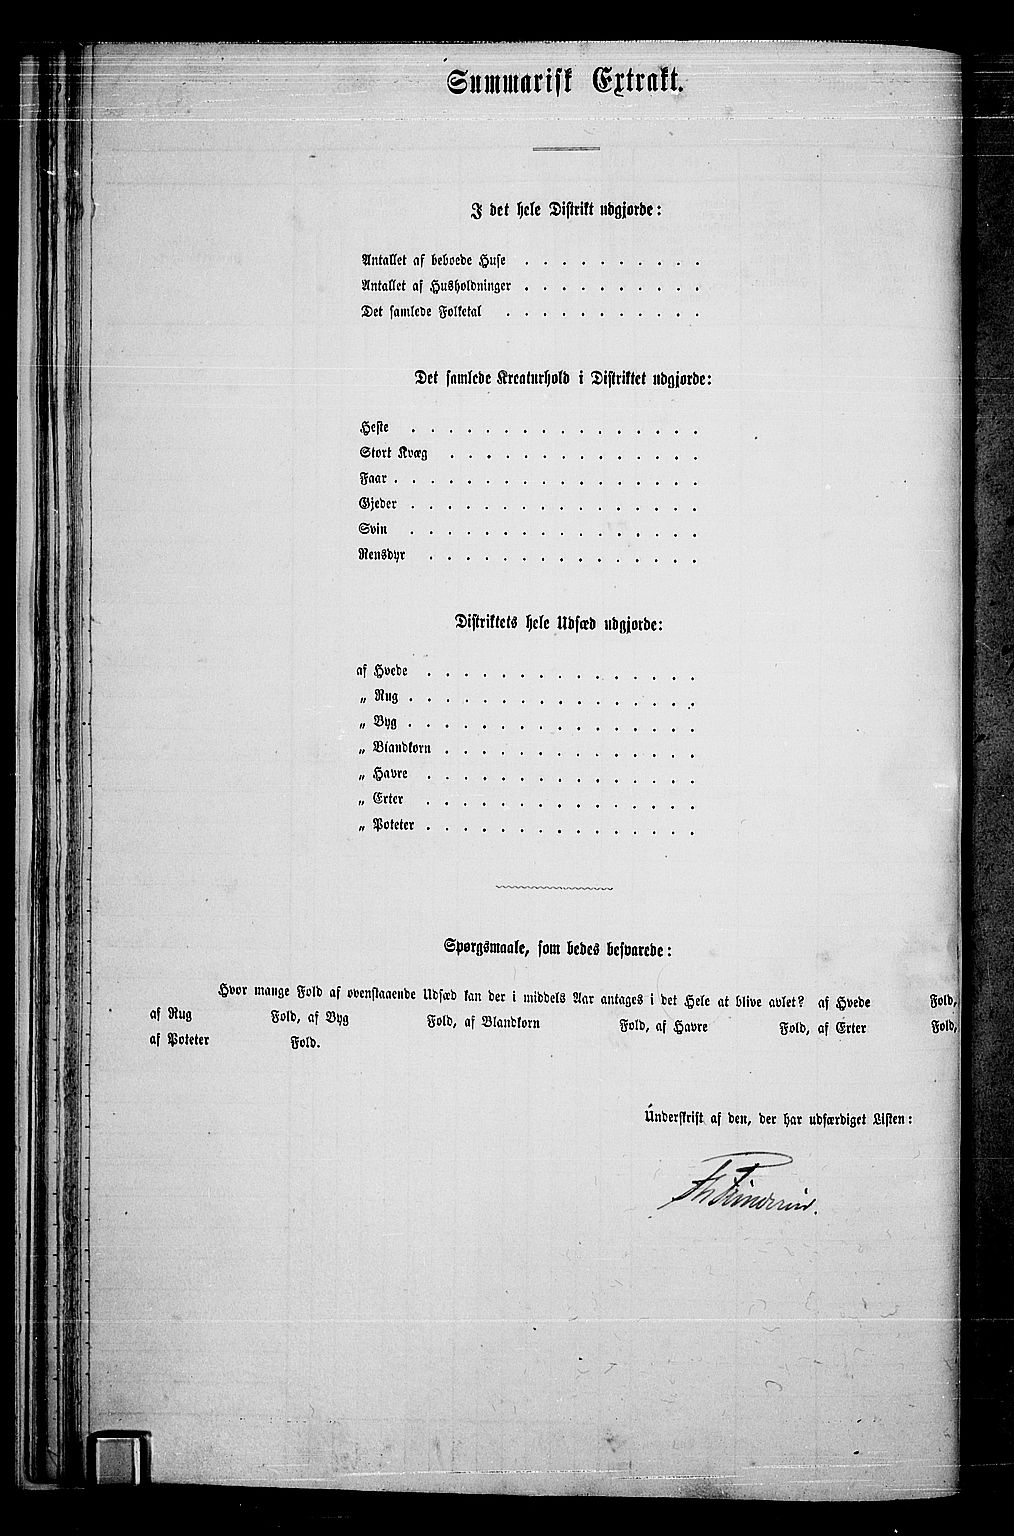 Summarisk Extrakt.
I det hele Distrikt udgjorde:
Antallet af beboede Huse . . . . . . . . . .
Antallet af Husholdninger . . . . . . . . . .
Det samlede Folketal . . . . . . . . . . .
Det samlede Kreaturhold i Distriktet udgjorde:
Heste . . . . . . . . . . . . . . . .
Stort Kvæg . . . . . . . . . . . . . .
Faar . . . . . . . . . . . . . . . . .
Gjeder . . . . . . . . . . . . . . . .
Svin . . . . . . . . . . . . . . . .
Rensdyr . . . . . . . . . . . . . . .
Distriktets hele Udsæd udgjorde:
af Hvede . . . . . . . . . . . . . . .
„ Rug . . . . . . . . . . . . . . . .
„ Byg . . . . . . . . . . . . . . . .
„ Blandkorn . . . . . . . . . . . . . .
„ Havre . . . . . . . . . . . . . . .
„ Erter . . . . . . . . . . . . . . .
„ Poteter . . . . . . . . . . . . . . .
Spørgsmaale, som bedes besvarede:
Hvor mange Fold af ovenstaaende Udsæd kan der i middels Aar antages i det Hele at blive avlet? af Hvede Fold,
af Rug Fold, af Byg Fold, af Blandkorn Fold, af Havre Fold, af Erter Fold,
af Poteter Fold.
Underskrift af den, der har udfærdiget Listen: